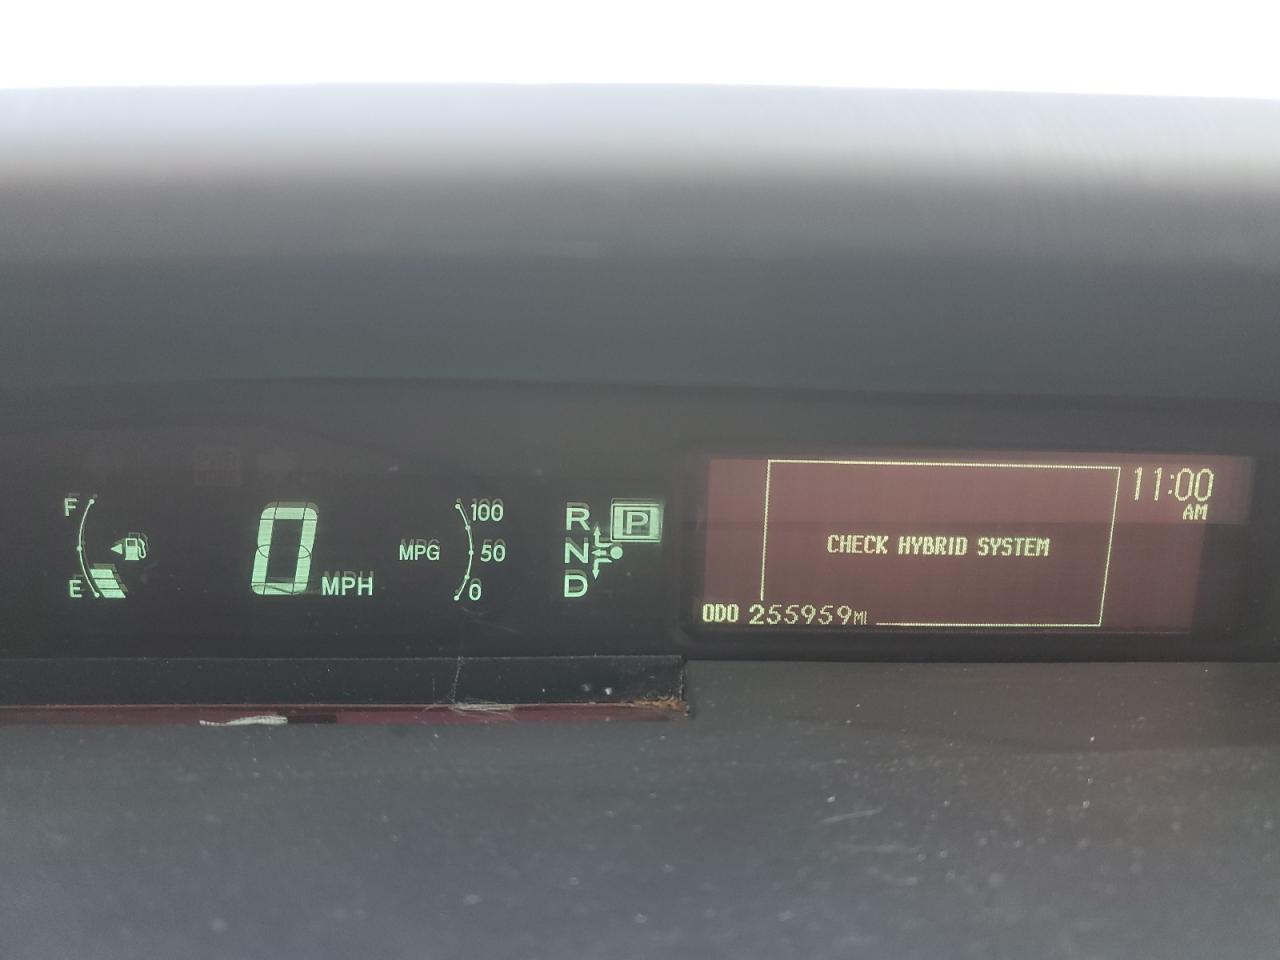 F
E
0 MPH
MPG
100
50
0
R
N
D
P
11:00
AM
CHECK HYBRID SYSTEM
ODO 255959MI